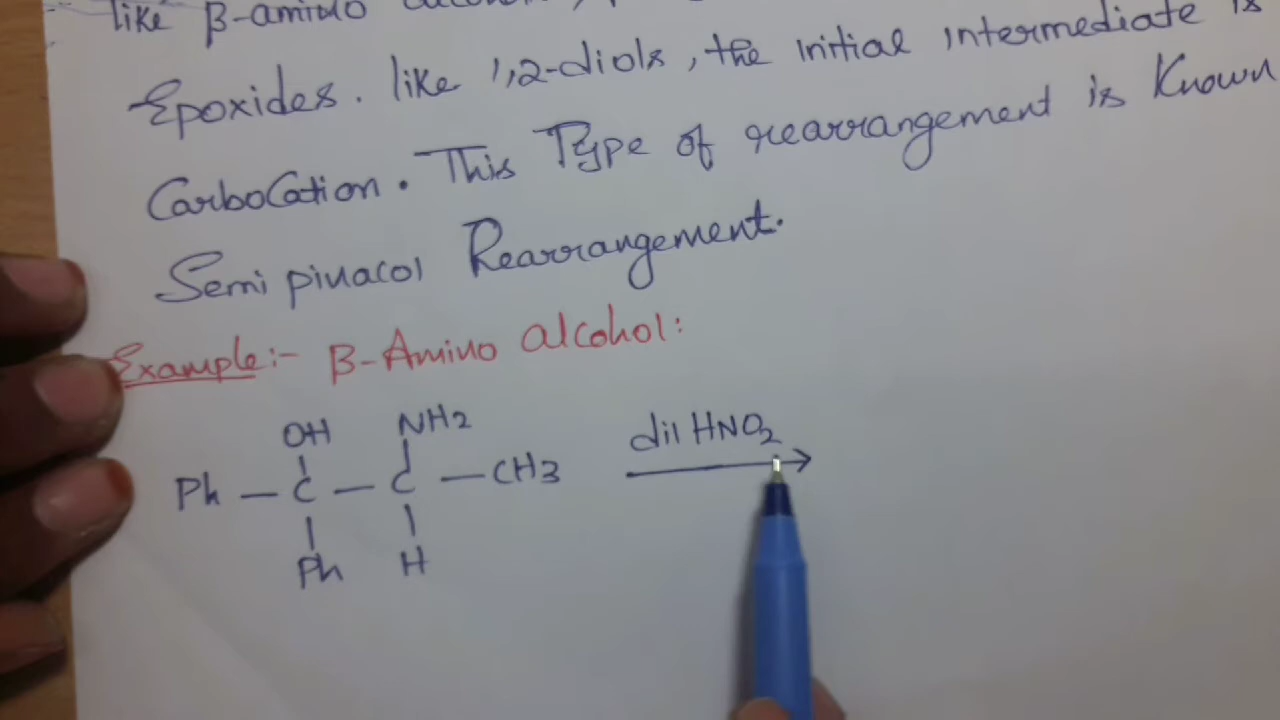 like β-amino
Epoxides. like 1,2-diols, the initial intermediate is
Carbocation. This Type of rearrangement is Known
Semi pinacol Rearrangement.
Example:- β-Amino alcohol:
OH NH2
Ph - C - C - CH3 dil HNO2
Ph H